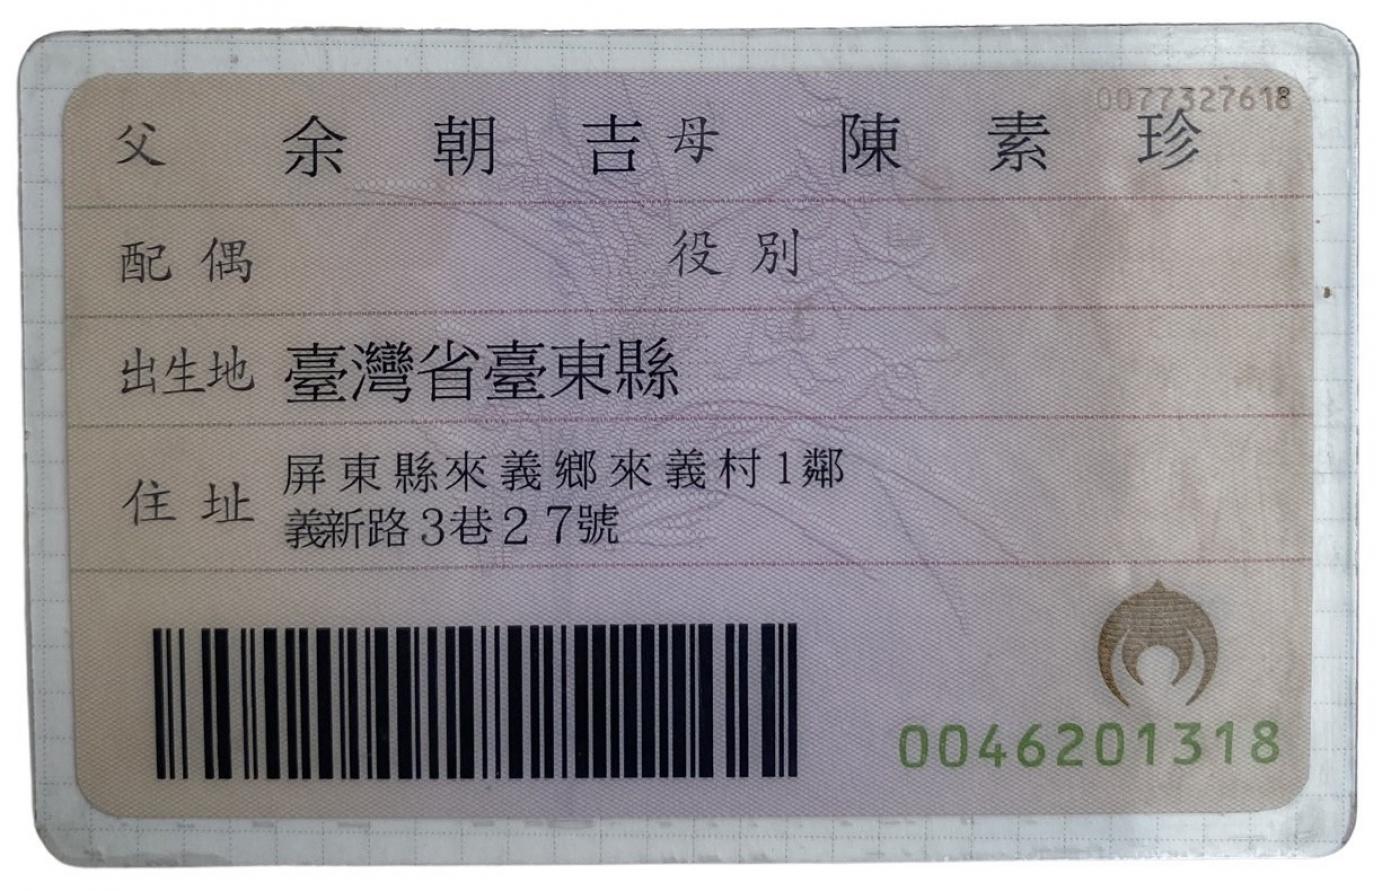 0077327618
父 余朝吉 母 陳素珍
配偶 役別
出生地 臺灣省臺東縣
住址 屏東縣來義鄉來義村1鄰
義新路3巷27號
0046201318